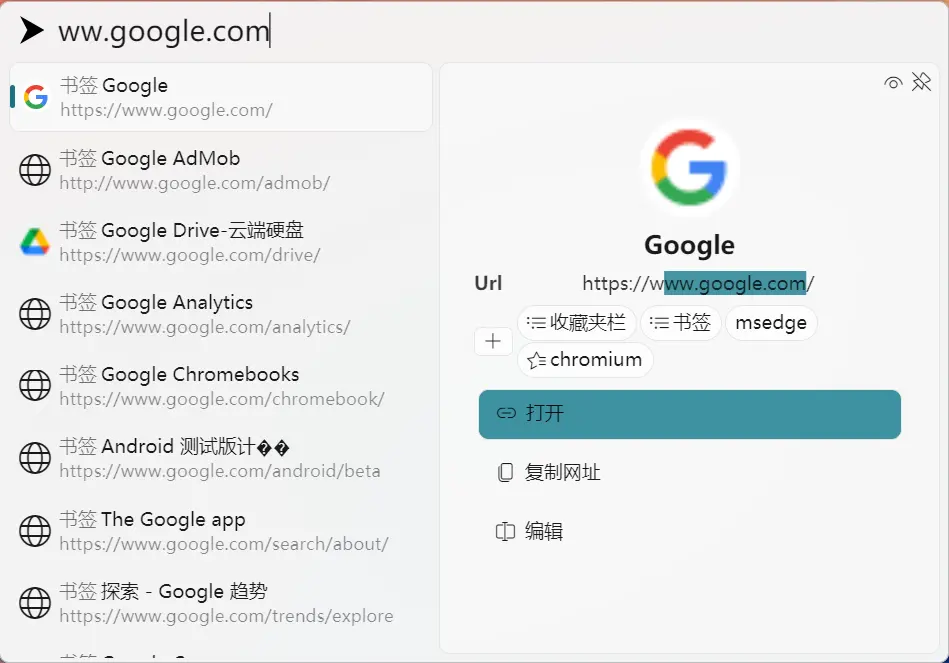 ww.google.com
书签 Google
https://www.google.com/
书签 Google AdMob
http://www.google.com/admob/
书签 Google Drive-云端硬盘
https://www.google.com/drive/
书签 Google Analytics
https://www.google.com/analytics/
书签 Google Chromebooks
https://www.google.com/chromebook/
书签 Android 测试版计��
https://www.google.com/android/beta
书签 The Google app
https://www.google.com/search/about/
书签 探索 - Google 趋势
https://www.google.com/trends/explore
Google
Url https://www.google.com/
收藏夹栏 书签 msedge
chromium
打开
复制网址
编辑